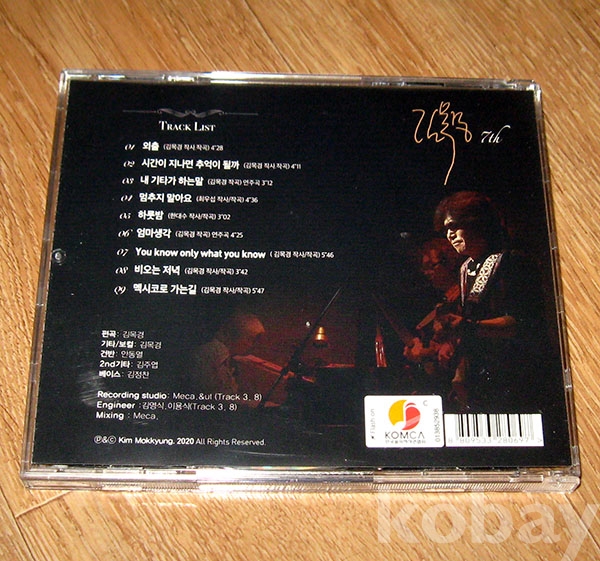 TRACK LIST
01 외출 (김목경 작사 작곡) 4"28
02 시간이 지나면 추억이 될까 (김목경 작사/작곡) 4"11
03 내 기타가 하는말 (김목경 작곡) 연주곡 3"12
04 멈추지 말아요 (최우섭 작사/작곡) 4"36
05 하룻밤 (한대수 작사/작곡) 3"02
06 엄마생각 (김목경 작곡) 연주곡 4"25
07 You know only what you know (김목경 작사/작곡) 5"46
08 비오는 저녁 (김목경 작사/작곡) 3"42
09 멕시코로 가는길 (김목경 작사/작곡) 5"47
편곡 : 김목경
기타/보컬 : 김목경
건반 : 안동열
2nd기타 : 김주엽
베이스 : 김정찬
Recording studio : Meca.&ut (Track 3, 8)
Engineer : 김영식.이용식(Track 3, 8)
Mixing : Meca.
℗&© Kim Mokkyung. 2020 All Rights Reserved.
김목경 7th
KOMCA
013652938
8 809533 280697
kobay